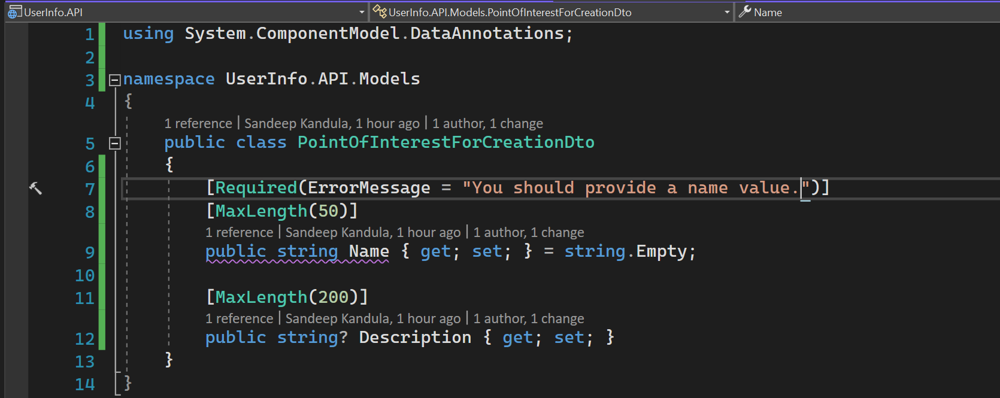 UserInfo.API UserInfo.API.Models.PointOfInterestForCreationDto Name
1 using System.ComponentModel.DataAnnotations;
2
3 namespace UserInfo.API.Models
4 {
1 reference | Sandeep Kandula, 1 hour ago | 1 author, 1 change
5 public class PointOfInterestForCreationDto
6 {
7 [Required(ErrorMessage = "You should provide a name value.")]
8 [MaxLength(50)]
1 reference | Sandeep Kandula, 1 hour ago | 1 author, 1 change
9 public string Name { get; set; } = string.Empty;
10
11 [MaxLength(200)]
1 reference | Sandeep Kandula, 1 hour ago | 1 author, 1 change
12 public string? Description { get; set; }
13 }
14 }